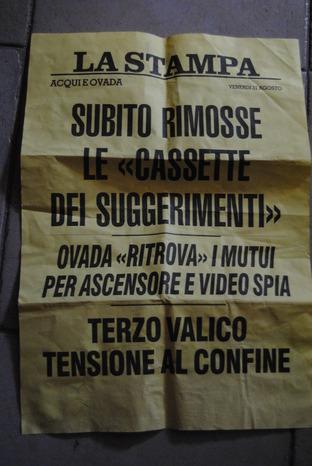 LA STAMPA
ACQUI E OVADA
VENERDI 31 AGOSTO
SUBITO RIMOSSE
LE «CASSETTE
DEI SUGGERIMENTI»
OVADA «RITROVA» I MUTUI
PER ASCENSORE E VIDEO SPIA
TERZO VALICO
TENSIONE AL CONFINE